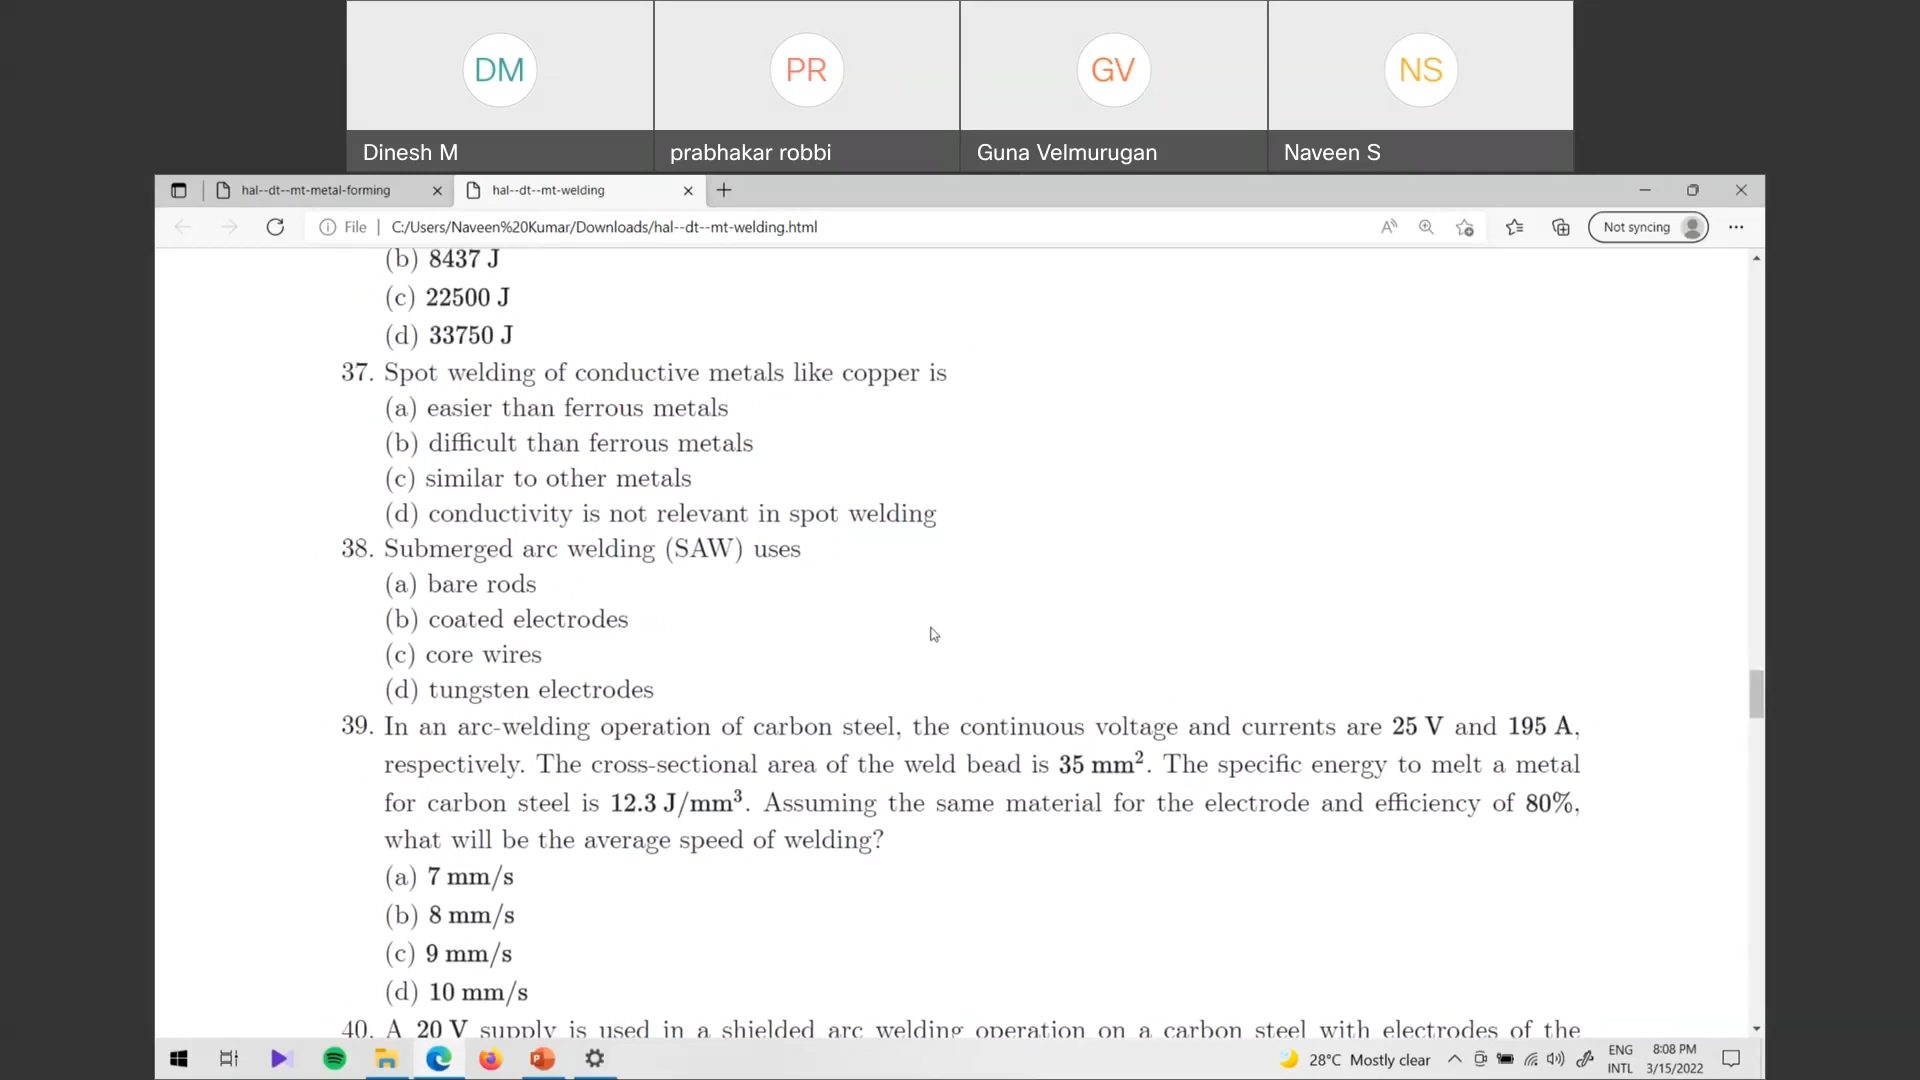 DM
PR
GV
NS
Dinesh M
prabhakar robbi
Guna Velmurugan
Naveen S
hal--dt--mt-metal-forming
hal--dt--mt-welding
File | C:/Users/Naveen%20Kumar/Downloads/hal--dt--mt-welding.html
Not syncing
(b) 8437 J
(c) 22500 J
(d) 33750 J
37. Spot welding of conductive metals like copper is
(a) easier than ferrous metals
(b) difficult than ferrous metals
(c) similar to other metals
(d) conductivity is not relevant in spot welding
38. Submerged arc welding (SAW) uses
(a) bare rods
(b) coated electrodes
(c) core wires
(d) tungsten electrodes
39. In an arc-welding operation of carbon steel, the continuous voltage and currents are 25 V and 195 A,
respectively. The cross-sectional area of the weld bead is 35 mm². The specific energy to melt a metal
for carbon steel is 12.3 J/mm³. Assuming the same material for the electrode and efficiency of 80%,
what will be the average speed of welding?
(a) 7 mm/s
(b) 8 mm/s
(c) 9 mm/s
(d) 10 mm/s
40. A 20 V supply is used in a shielded arc welding operation on a carbon steel with electrodes of the
28°C Mostly clear
ENG
INTL
8:08 PM
3/15/2022